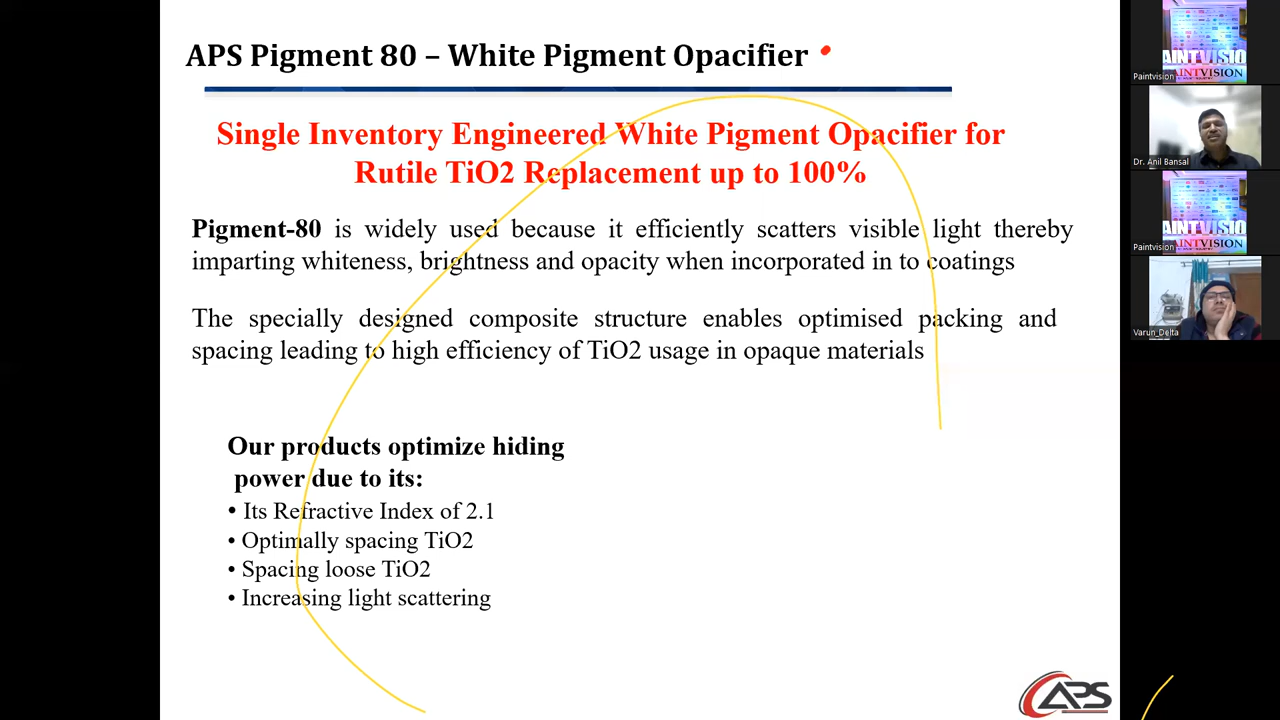 APS Pigment 80 – White Pigment Opacifier
Single Inventory Engineered White Pigment Opacifier for
Rutile TiO2 Replacement up to 100%
Pigment-80 is widely used because it efficiently scatters visible light thereby
imparting whiteness, brightness and opacity when incorporated in to coatings
The specially designed composite structure enables optimised packing and
spacing leading to high efficiency of TiO2 usage in opaque materials
Our products optimize hiding
power due to its:
• Its Refractive Index of 2.1
• Optimally spacing TiO2
• Spacing loose TiO2
• Increasing light scattering
APS
AINTVISIO
AINTVISION
Paintvision
Dr. Anil Bansal
AINTVISIO
AINTVISION
Paintvision
Varun_Delta